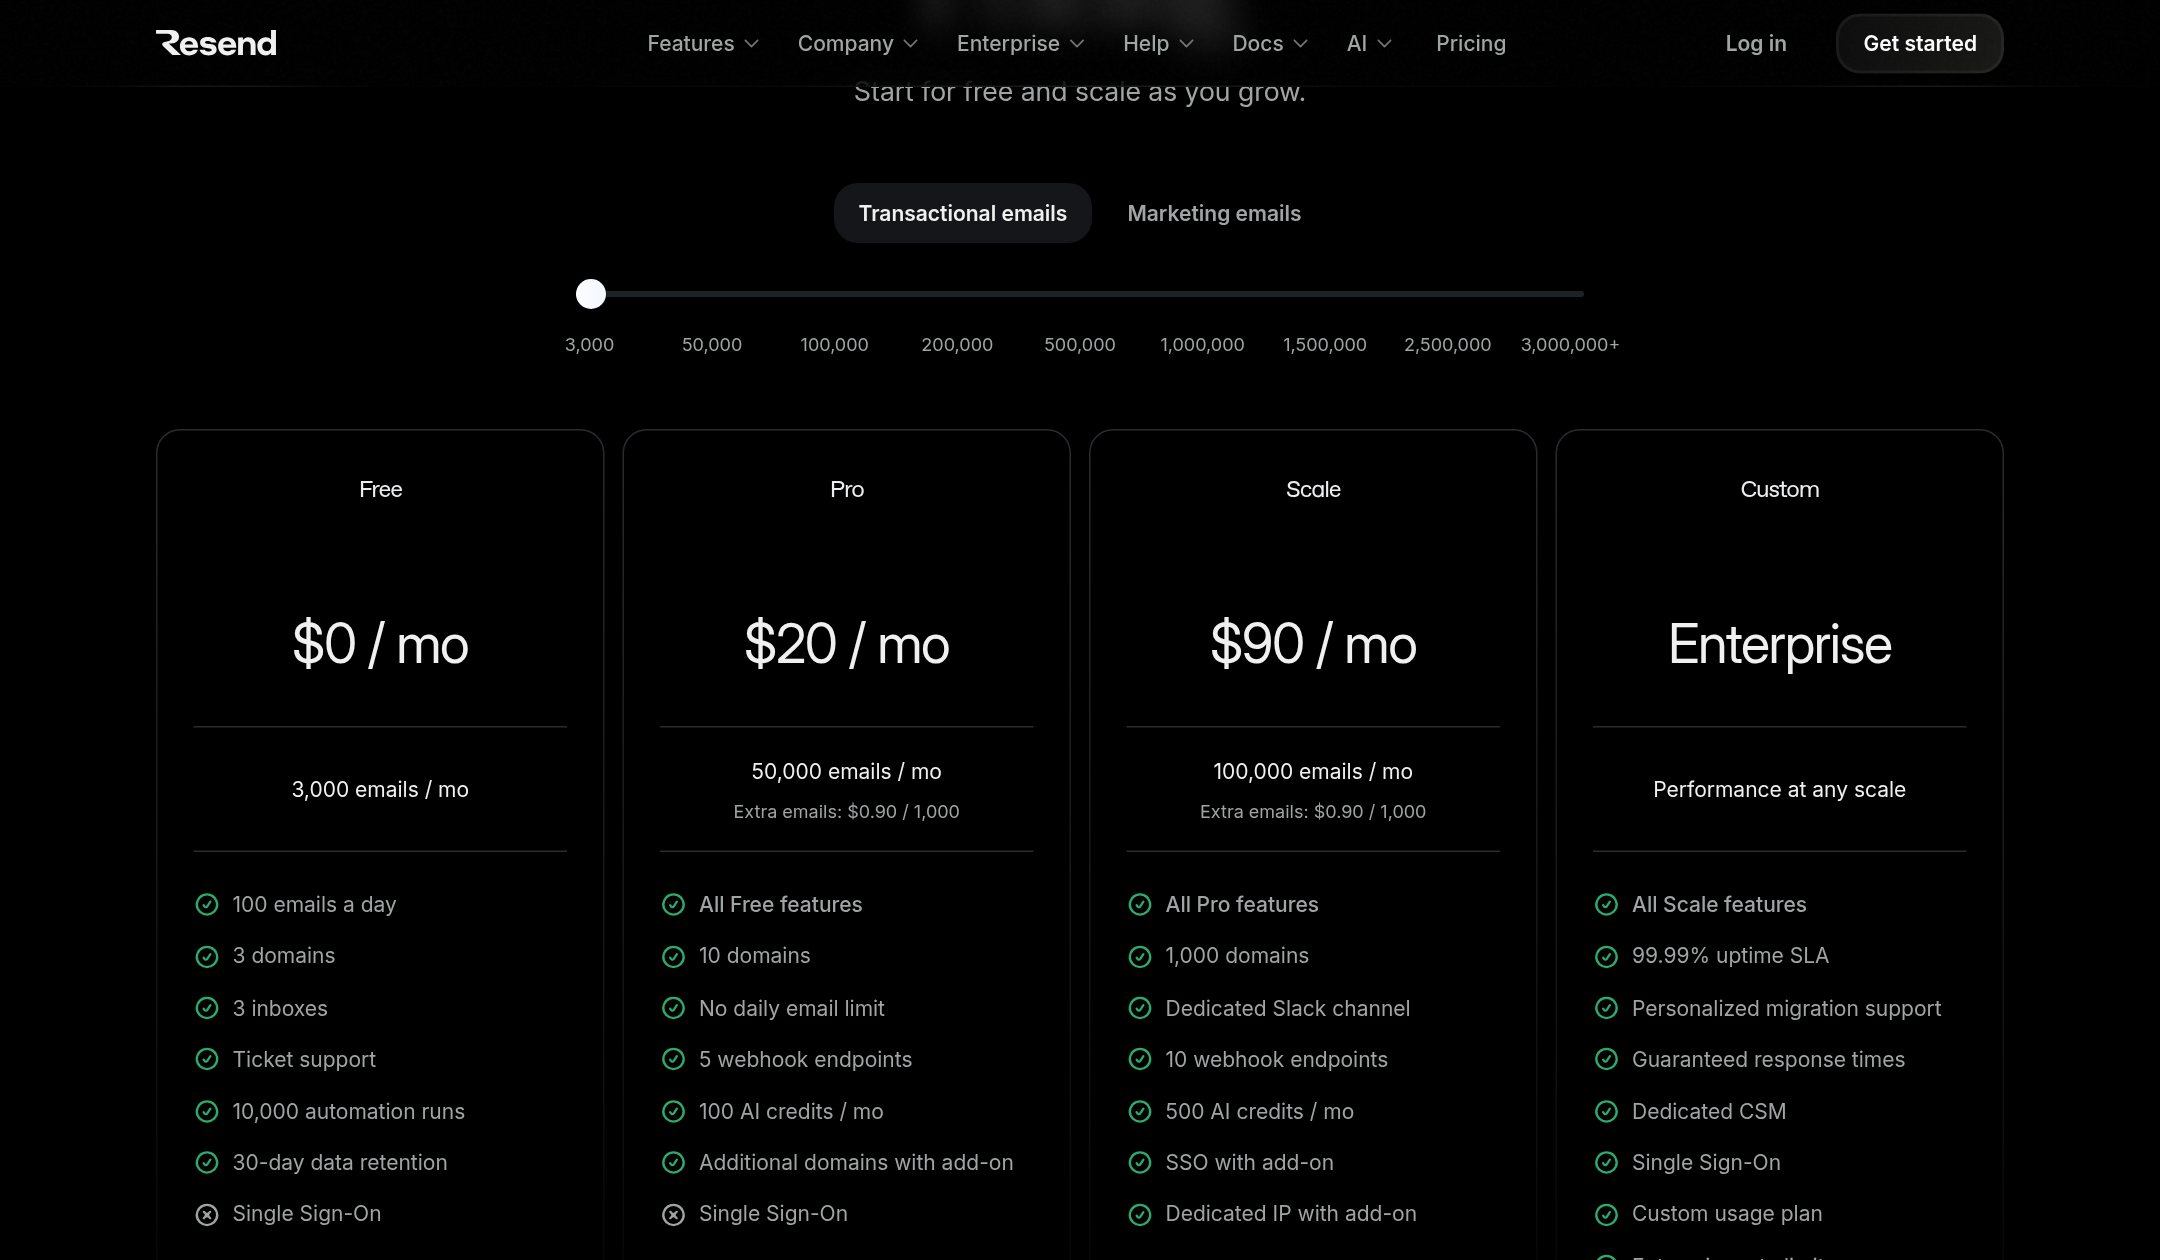 Resend
Features
Company
Enterprise
Help
Docs
AI
Pricing
Log in
Get started
Start for free and scale as you grow.
Transactional emails
Marketing emails
3,000
50,000
100,000
200,000
500,000
1,000,000
1,500,000
2,500,000
3,000,000+
Free
$0 / mo
3,000 emails / mo
100 emails a day
3 domains
3 inboxes
Ticket support
10,000 automation runs
30-day data retention
Single Sign-On
Pro
$20 / mo
50,000 emails / mo
Extra emails: $0.90 / 1,000
All Free features
10 domains
No daily email limit
5 webhook endpoints
100 AI credits / mo
Additional domains with add-on
Single Sign-On
Scale
$90 / mo
100,000 emails / mo
Extra emails: $0.90 / 1,000
All Pro features
1,000 domains
Dedicated Slack channel
10 webhook endpoints
500 AI credits / mo
SSO with add-on
Dedicated IP with add-on
Custom
Enterprise
Performance at any scale
All Scale features
99.99% uptime SLA
Personalized migration support
Guaranteed response times
Dedicated CSM
Single Sign-On
Custom usage plan